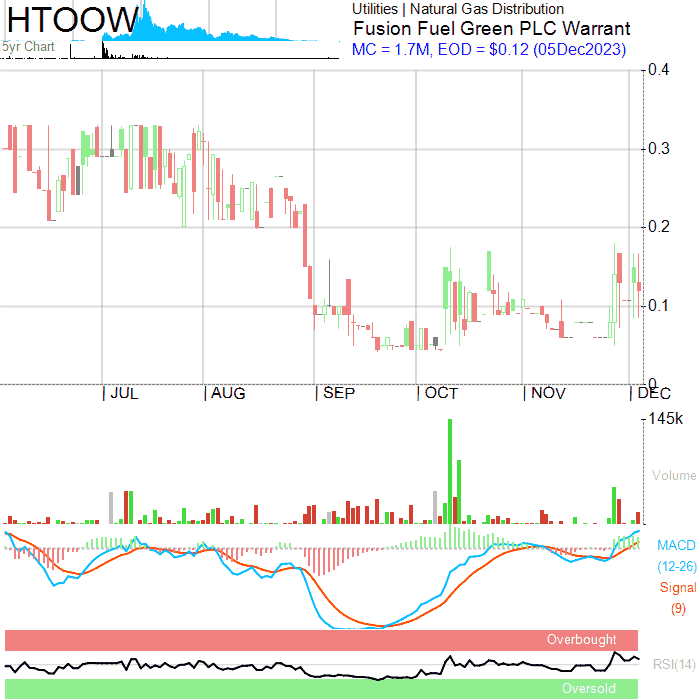 HTOOW
5yr Chart
Utilities | Natural Gas Distribution
Fusion Fuel Green PLC Warrant
MC = 1.7M, EOD = $0.12 (05Dec2023)
0.4
0.3
0.2
0.1
0
JUL
AUG
SEP
OCT
NOV
DEC
145k
Volume
MACD
(12-26)
Signal
(9)
Overbought
RSI(14)
Oversold